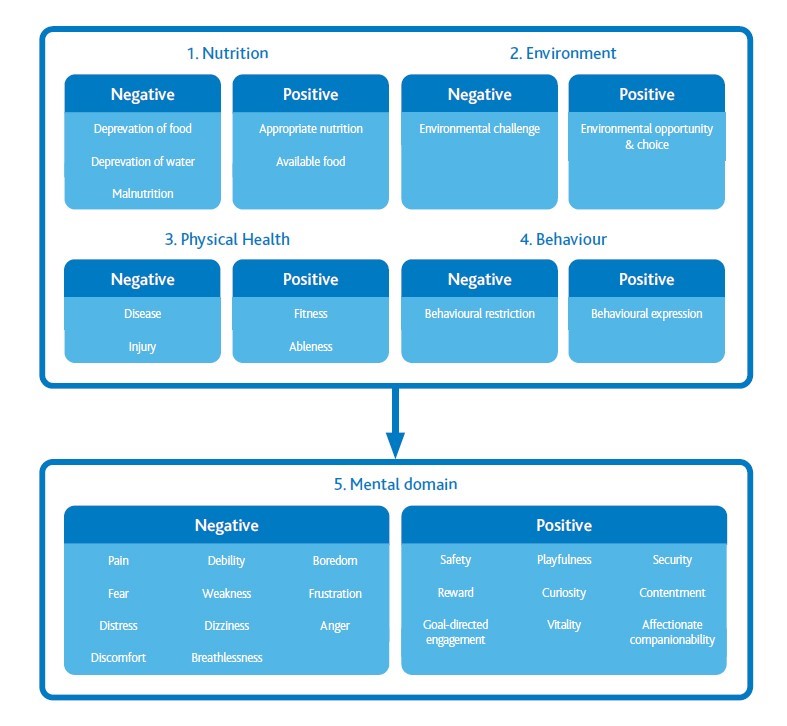 1. Nutrition
Negative
Deprevation of food
Deprevation of water
Malnutrition
Positive
Appropriate nutrition
Available food
2. Environment
Negative
Environmental challenge
Positive
Environmental opportunity
& choice
3. Physical Health
Negative
Disease
Injury
Positive
Fitness
Ableness
4. Behaviour
Negative
Behavioural restriction
Positive
Behavioural expression
5. Mental domain
Negative
Pain
Debility
Boredom
Fear
Weakness
Frustration
Distress
Dizziness
Anger
Discomfort
Breathlessness
Positive
Safety
Playfulness
Security
Reward
Curiosity
Contentment
Goal-directed
engagement
Vitality
Affectionate
companionability